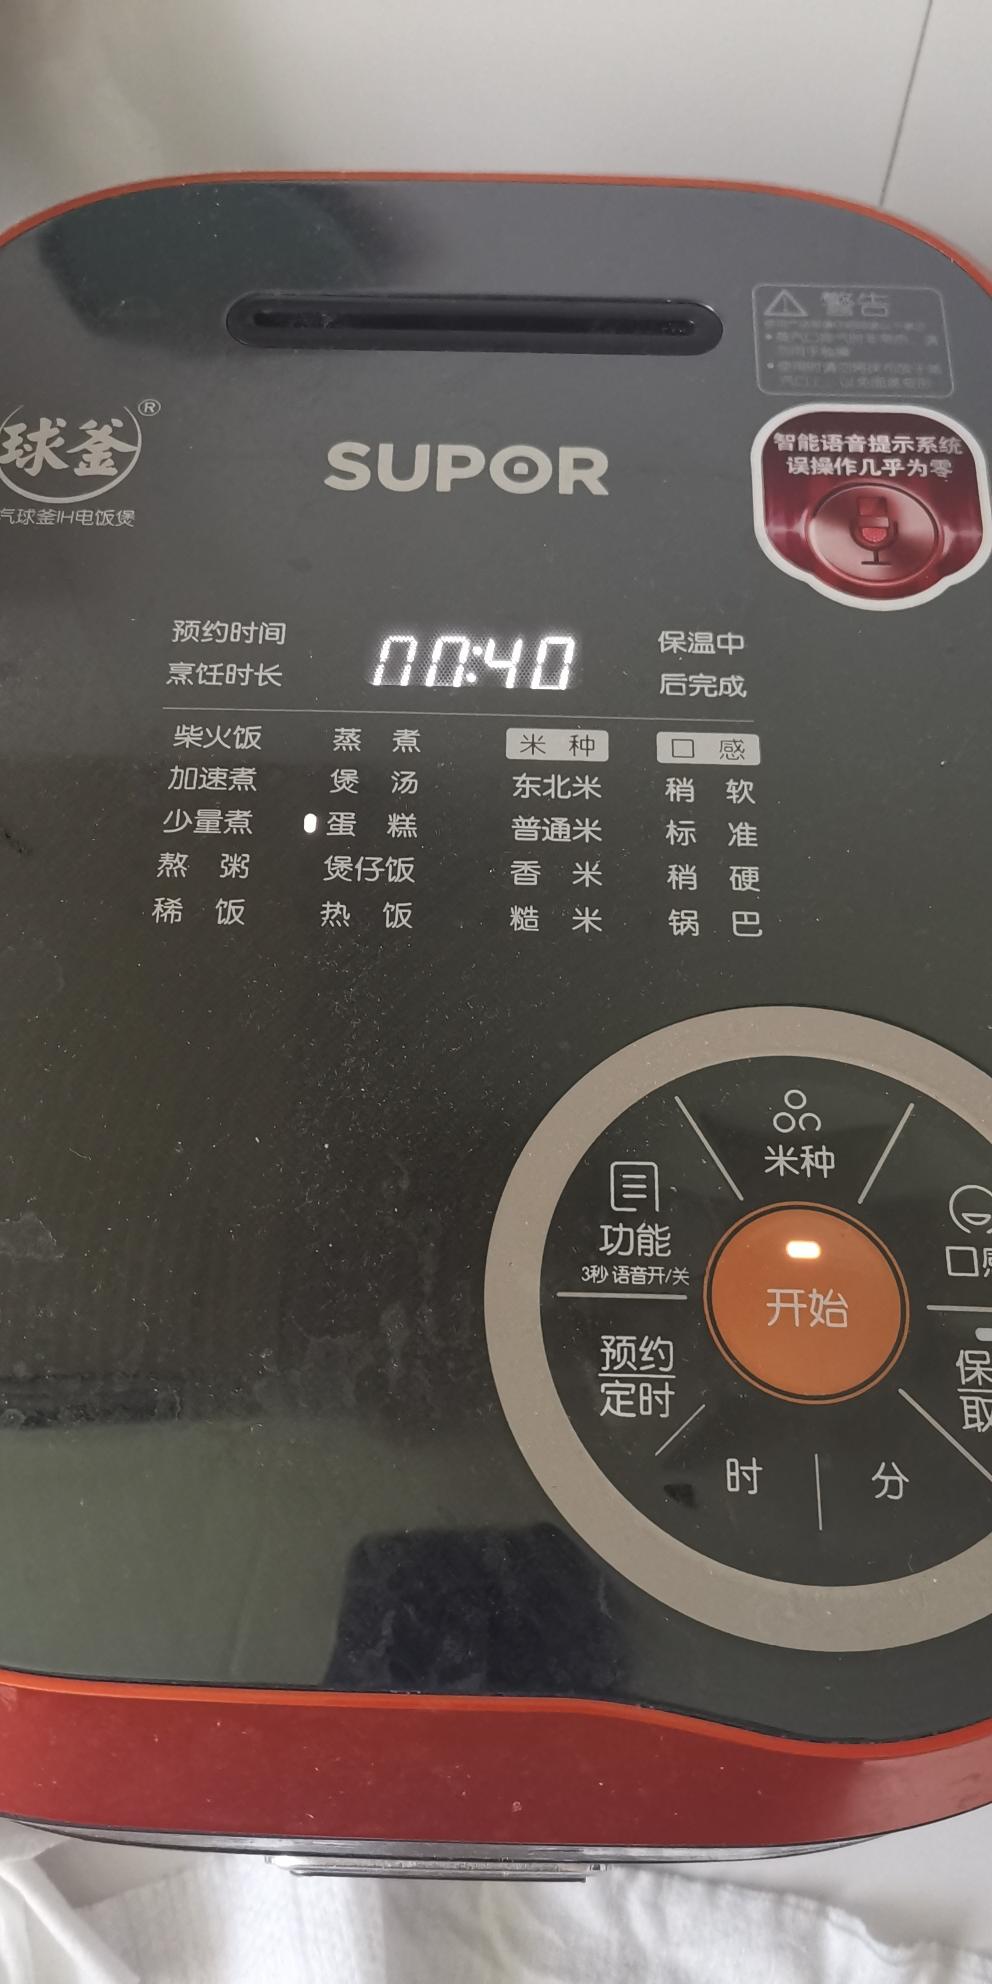 警告
球釜®
汽球釜IH电饭煲
SUPOR
智能语音提示系统
误操作几乎为零
预约时间
烹饪时长
00:40
保温中
后完成
柴火饭 蒸 煮 米 种 口 感
加速煮 煲 汤 东北米 稍 软
少量煮 蛋 糕 普通米 标 准
熬 粥 煲仔饭 香 米 稍 硬
稀 饭 热 饭 糙 米 锅 巴
米种
功能
3秒 语音开/关
口感
开始
预约
定时
保
取
时
分